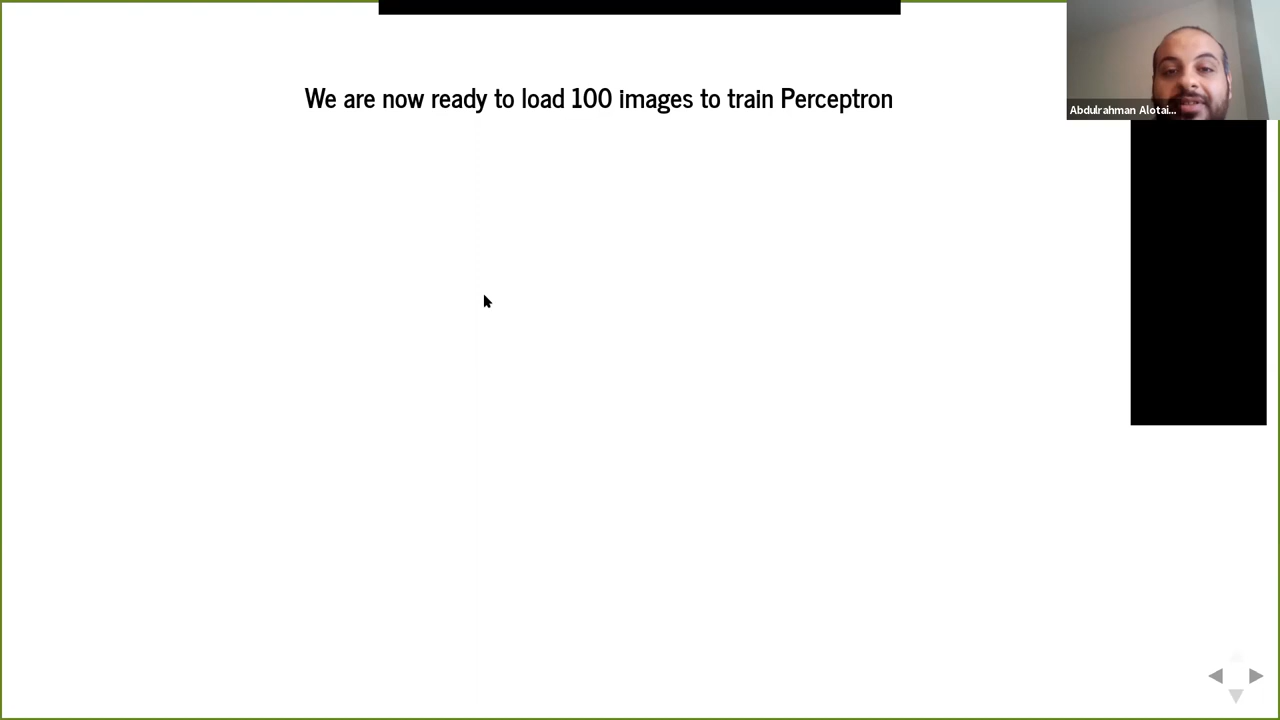 We are now ready to load 100 images to train Perceptron
Abdulrahman Alotai...